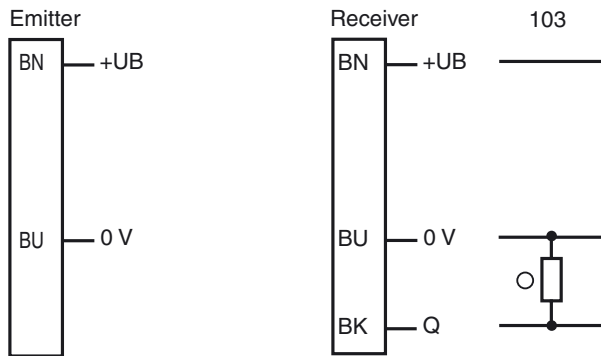 Emitter
BN +UB
BU 0 V
Receiver 103
BN +UB
BU 0 V
BK Q